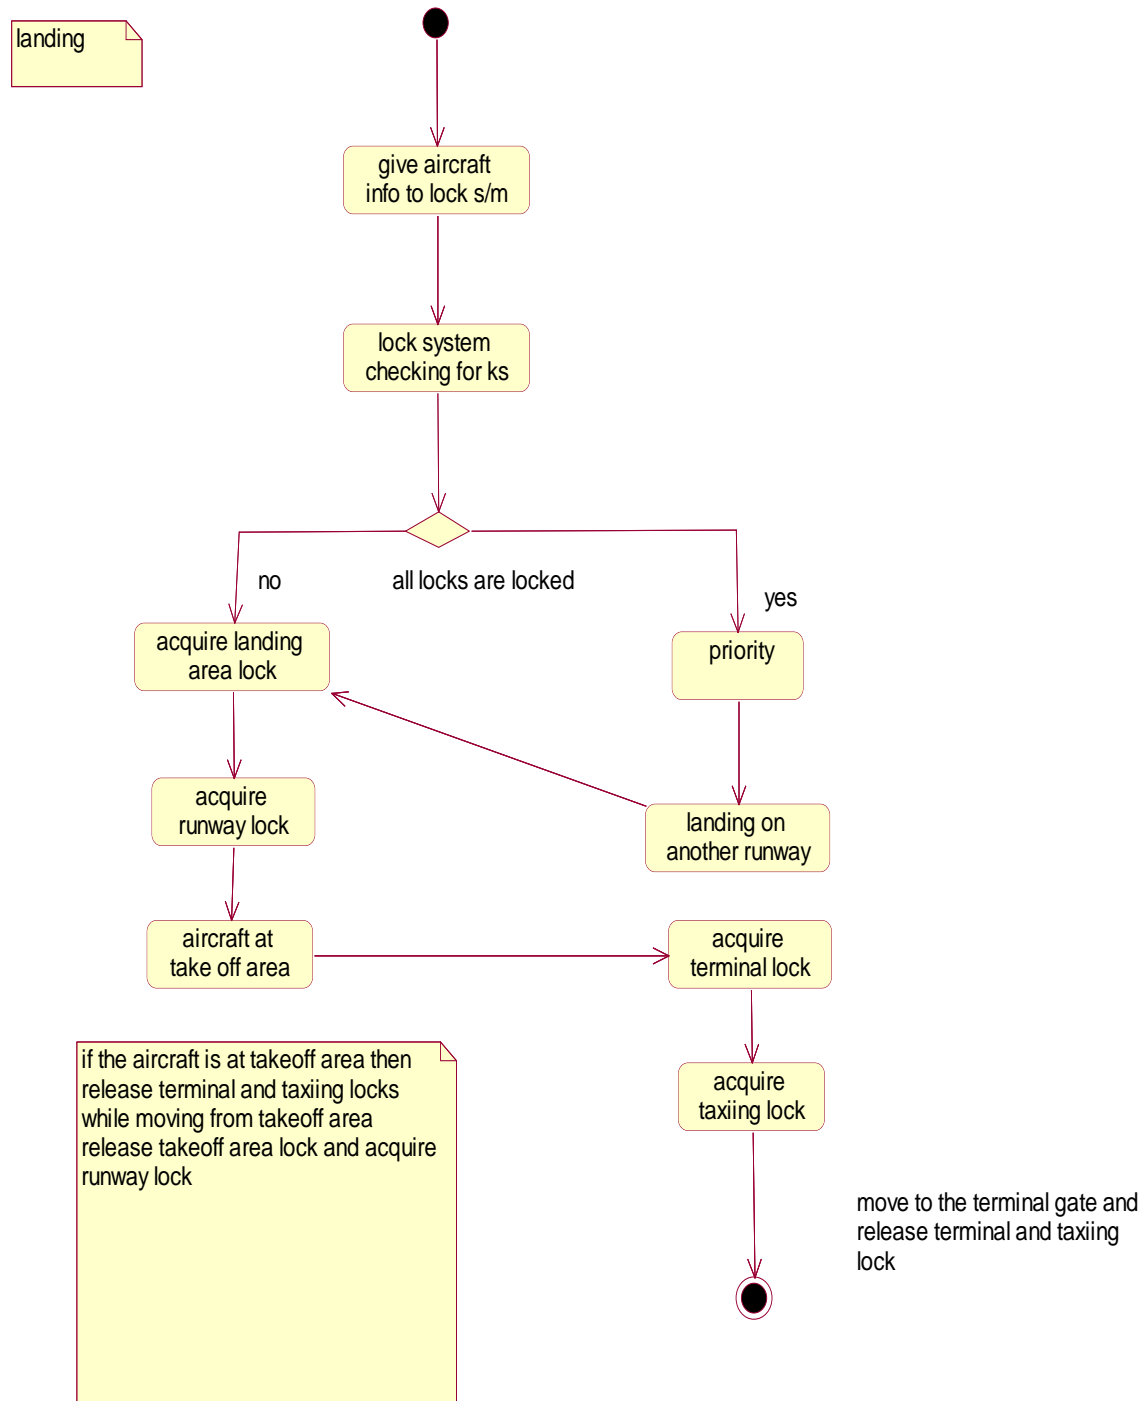 landing
give aircraft
info to lock s/m
lock system
checking for ks
no
all locks are locked
yes
acquire landing
area lock
priority
acquire
runway lock
landing on
another runway
aircraft at
take off area
acquire
terminal lock
if the aircraft is at takeoff area then
release terminal and taxiing locks
while moving from takeoff area
release takeoff area lock and acquire
runway lock
acquire
taxiing lock
move to the terminal gate and
release terminal and taxiing
lock